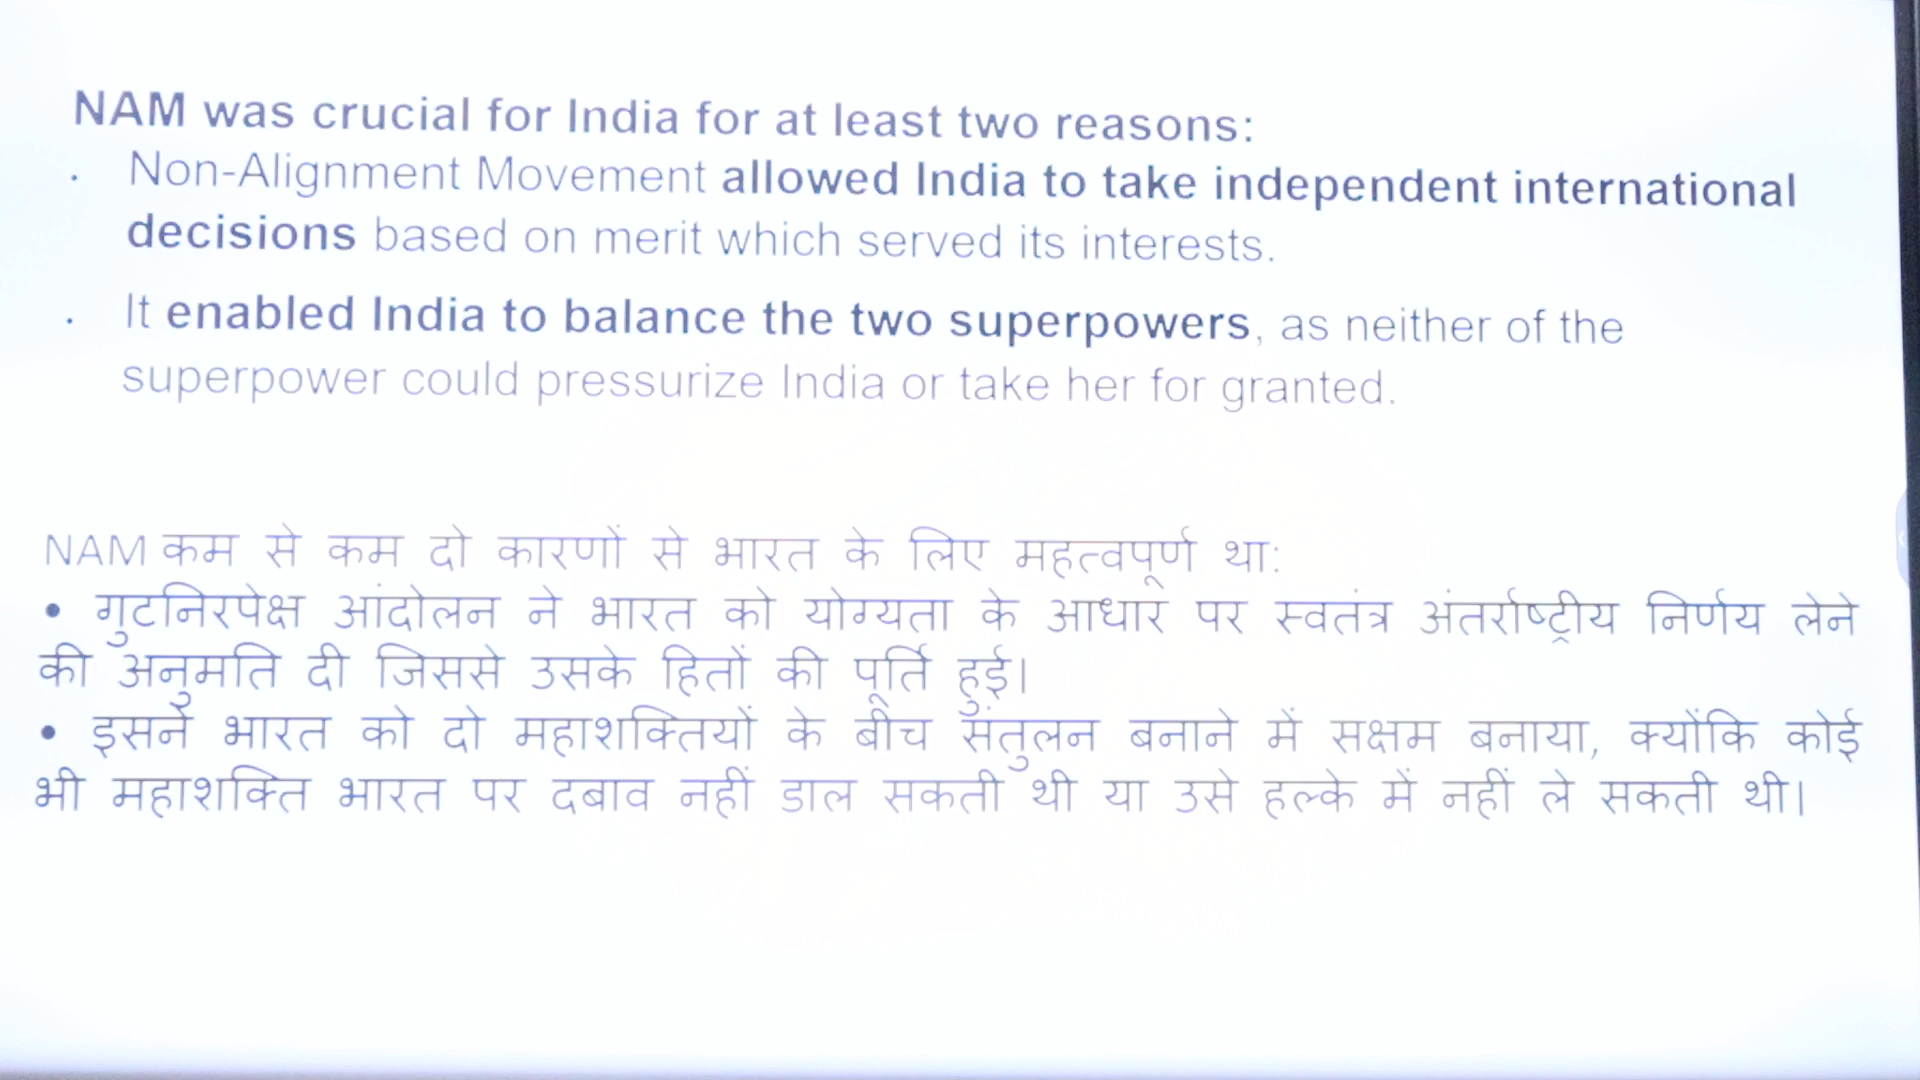 NAM was crucial for India for at least two reasons:
. Non-Alignment Movement allowed India to take independent international
decisions based on merit which served its interests.
. It enabled India to balance the two superpowers, as neither of the
superpower could pressurize India or take her for granted.
NAM कम से कम दो कारणों से भारत के लिए महत्वपूर्ण था:
• गुटनिरपेक्ष आंदोलन ने भारत को योग्यता के आधार पर स्वतंत्र अंतर्राष्ट्रीय निर्णय लेने
की अनुमति दी जिससे उसके हितों की पूर्ति हुई।
• इसने भारत को दो महाशक्तियों के बीच संतुलन बनाने में सक्षम बनाया, क्योंकि कोई
भी महाशक्ति भारत पर दबाव नहीं डाल सकती थी या उसे हल्के में नहीं ले सकती थी।